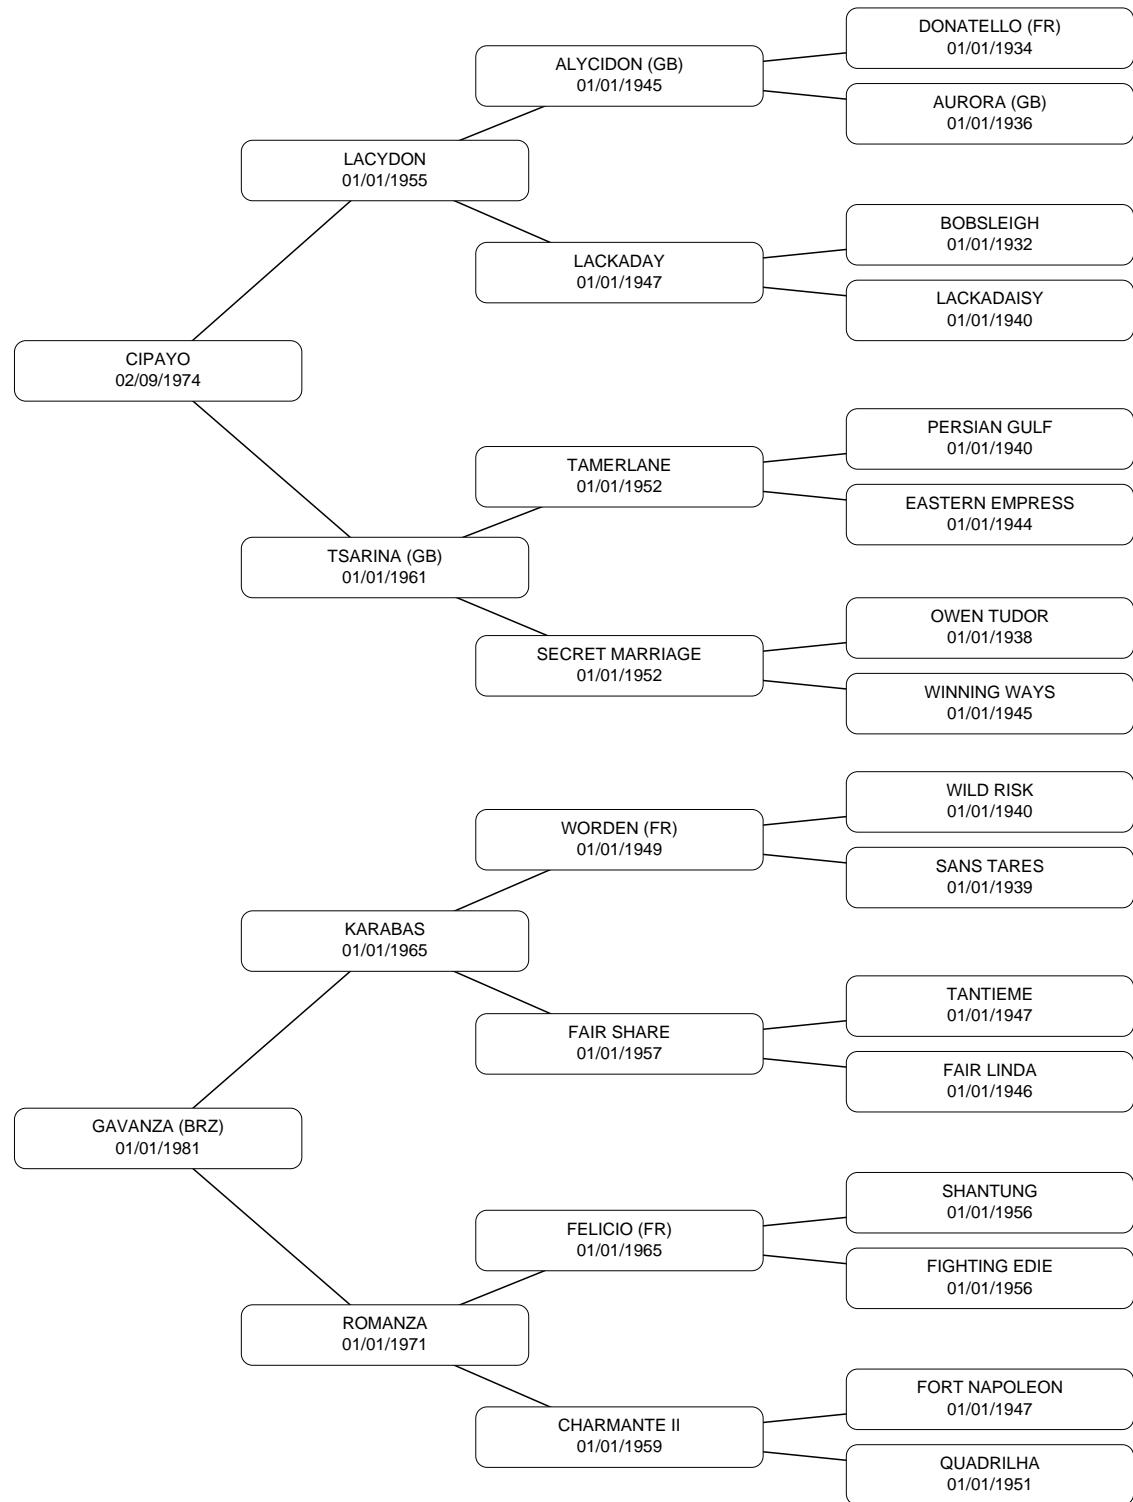 DONATELLO (FR)
01/01/1934
ALYCIDON (GB)
01/01/1945
AURORA (GB)
01/01/1936
LACYDON
01/01/1955
BOBSLEIGH
01/01/1932
LACKADAY
01/01/1947
LACKADAISY
01/01/1940
CIPAYO
02/09/1974
PERSIAN GULF
01/01/1940
TAMERLANE
01/01/1952
EASTERN EMPRESS
01/01/1944
TSARINA (GB)
01/01/1961
OWEN TUDOR
01/01/1938
SECRET MARRIAGE
01/01/1952
WINNING WAYS
01/01/1945
WILD RISK
01/01/1940
WORDEN (FR)
01/01/1949
SANS TARES
01/01/1939
KARABAS
01/01/1965
TANTIEME
01/01/1947
FAIR SHARE
01/01/1957
FAIR LINDA
01/01/1946
GAVANZA (BRZ)
01/01/1981
SHANTUNG
01/01/1956
FELICIO (FR)
01/01/1965
FIGHTING EDIE
01/01/1956
ROMANZA
01/01/1971
FORT NAPOLEON
01/01/1947
CHARMANTE II
01/01/1959
QUADRILHA
01/01/1951